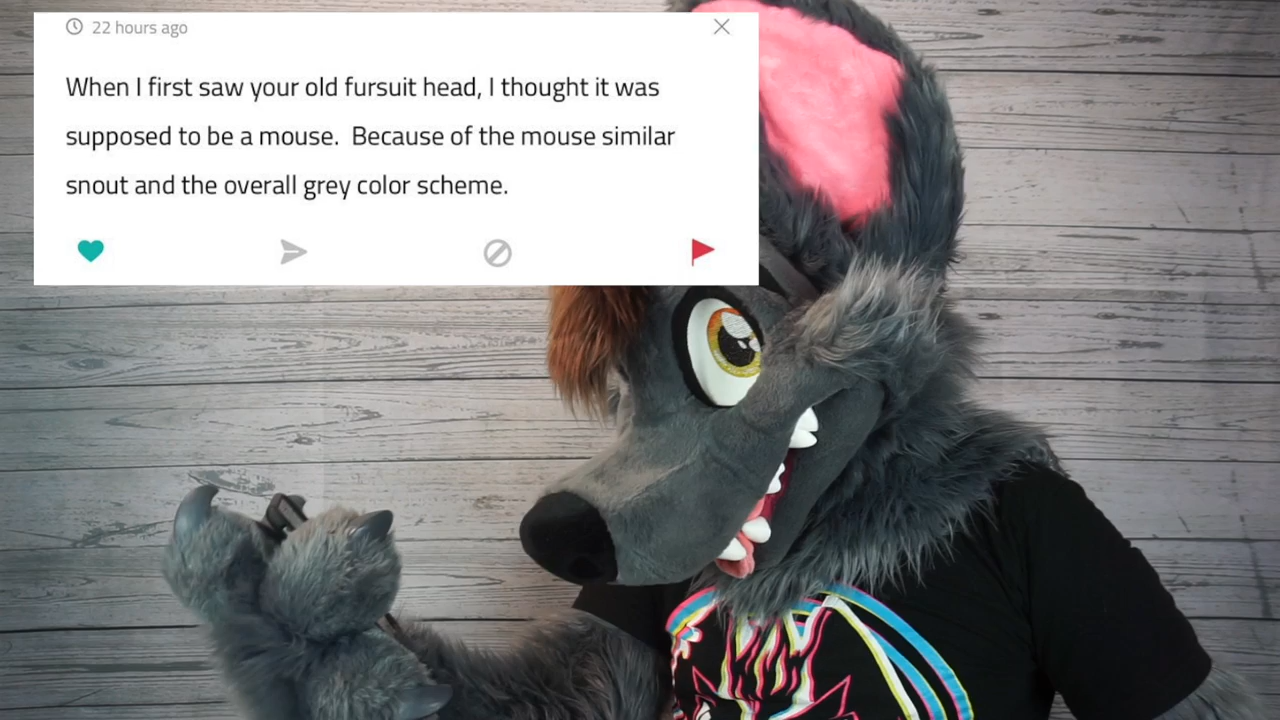 22 hours ago
When I first saw your old fursuit head, I thought it was
supposed to be a mouse.  Because of the mouse similar
snout and the overall grey color scheme.